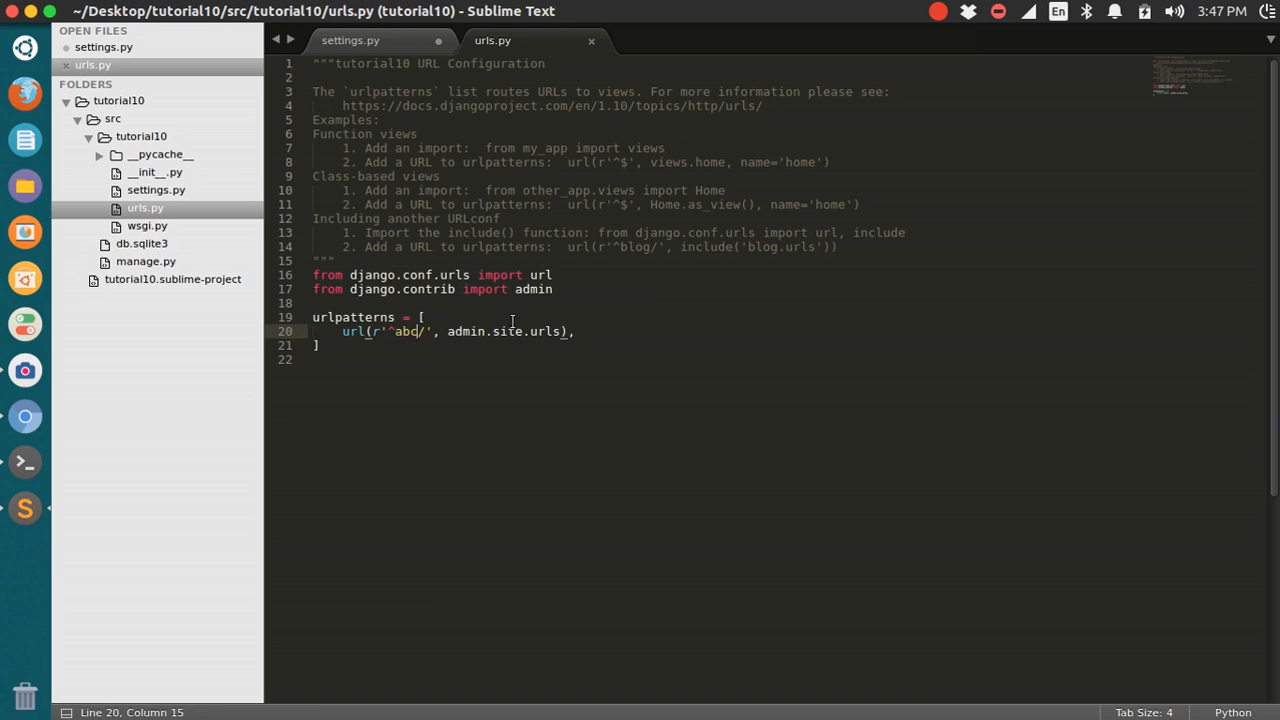 ~/Desktop/tutorial10/src/tutorial10/urls.py (tutorial10) - Sublime Text
En
3:47 PM
OPEN FILES
settings.py
urls.py
FOLDERS
tutorial10
src
tutorial10
__pycache__
__init__.py
settings.py
urls.py
wsgi.py
db.sqlite3
manage.py
tutorial10.sublime-project
settings.py
urls.py
1 """tutorial10 URL Configuration
2
3 The `urlpatterns` list routes URLs to views. For more information please see:
4     https://docs.djangoproject.com/en/1.10/topics/http/urls/
5 Examples:
6 Function views
7     1. Add an import:  from my_app import views
8     2. Add a URL to urlpatterns:  url(r'^$', views.home, name='home')
9 Class-based views
10     1. Add an import:  from other_app.views import Home
11     2. Add a URL to urlpatterns:  url(r'^$', Home.as_view(), name='home')
12 Including another URLconf
13     1. Import the include() function: from django.conf.urls import url, include
14     2. Add a URL to urlpatterns:  url(r'^blog/', include('blog.urls'))
15 """
16 from django.conf.urls import url
17 from django.contrib import admin
18
19 urlpatterns = [
20     url(r'^abc/', admin.site.urls),
21 ]
22
Line 20, Column 15
Tab Size: 4
Python